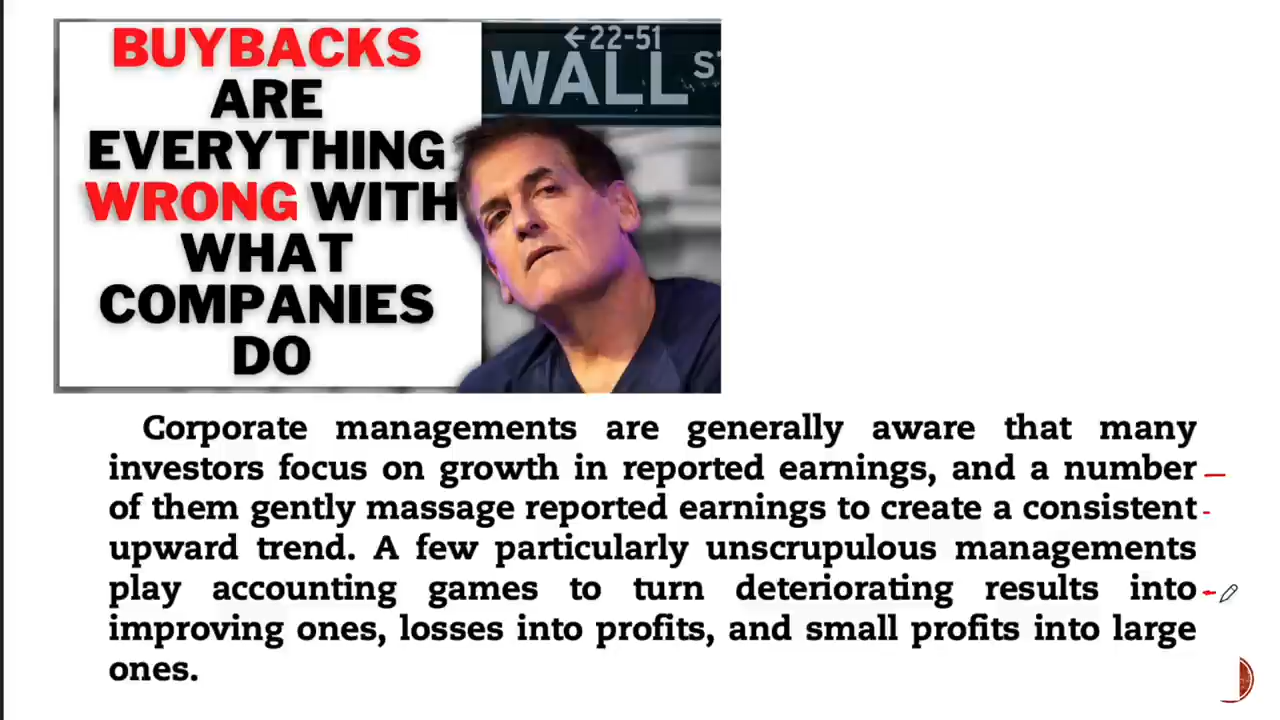 BUYBACKS
ARE
EVERYTHING
WRONG WITH
WHAT
COMPANIES
DO
←22-51
WALL ST
Corporate managements are generally aware that many
investors focus on growth in reported earnings, and a number
of them gently massage reported earnings to create a consistent
upward trend. A few particularly unscrupulous managements
play accounting games to turn deteriorating results into
improving ones, losses into profits, and small profits into large
ones.